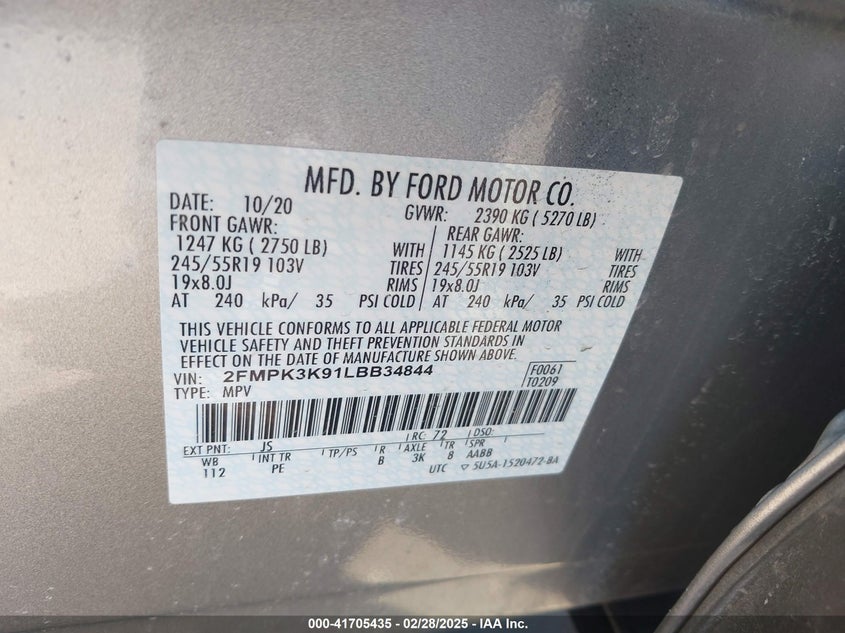 MFD. BY FORD MOTOR CO.
DATE: 10/20 GVWR: 2390 KG ( 5270 LB)
FRONT GAWR: REAR GAWR:
1247 KG ( 2750 LB) WITH 1145 KG ( 2525 LB) WITH
245/55R19 103V TIRES 245/55R19 103V TIRES
19x8.0J RIMS 19x8.0J RIMS
AT 240 kPa/ 35 PSI COLD AT 240 kPa/ 35 PSI COLD
THIS VEHICLE CONFORMS TO ALL APPLICABLE FEDERAL MOTOR
VEHICLE SAFETY AND THEFT PREVENTION STANDARDS IN
EFFECT ON THE DATE OF MANUFACTURE SHOWN ABOVE.
VIN: 2FMPK3K91LBB34844 F0061
TYPE: MPV T0209
EXT PNT: JS RC: 72 DSO:
WB INT TR TP/PS R AXLE TR SPR
112 PE B 3K 8 AABB
UTC ▽ 5U5A-1520472-BA
000-41705435 - 02/28/2025 - IAA Inc.